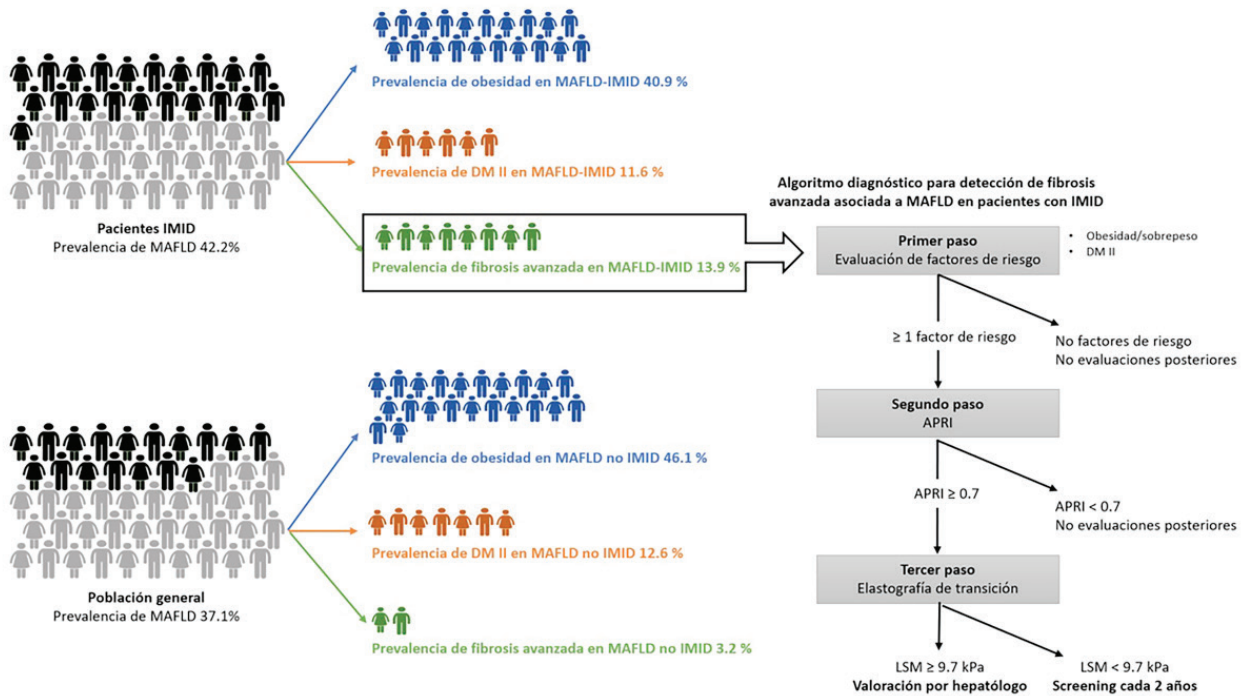 Prevalencia de obesidad en MAFLD-IMID 40.9 %
Prevalencia de DM II en MAFLD-IMID 11.6 %
Pacientes IMID
Prevalencia de MAFLD 42.2%
Prevalencia de fibrosis avanzada en MAFLD-IMID 13.9 %
Algoritmo diagnóstico para detección de fibrosis
avanzada asociada a MAFLD en pacientes con IMID
Primer paso
Evaluación de factores de riesgo
• Obesidad/sobrepeso
• DM II
≥ 1 factor de riesgo
No factores de riesgo
No evaluaciones posteriores
Segundo paso
APRI
APRI ≥ 0.7
APRI < 0.7
No evaluaciones posteriores
Tercer paso
Elastografía de transición
LSM ≥ 9.7 kPa
Valoración por hepatólogo
LSM < 9.7 kPa
Screening cada 2 años
Prevalencia de obesidad en MAFLD no IMID 46.1 %
Prevalencia de DM II en MAFLD no IMID 12.6 %
Población general
Prevalencia de MAFLD 37.1%
Prevalencia de fibrosis avanzada en MAFLD no IMID 3.2 %